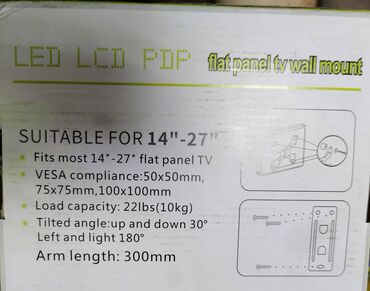 LED LCD PDP flat panel tv wall mount
SUITABLE FOR 14"-27"
Fits most 14"-27" flat panel TV
VESA compliance:50x50mm,
75x75mm,100x100mm
Load capacity: 22lbs(10kg)
Tilted angle:up and down 30°
Left and light 180°
Arm length: 300mm